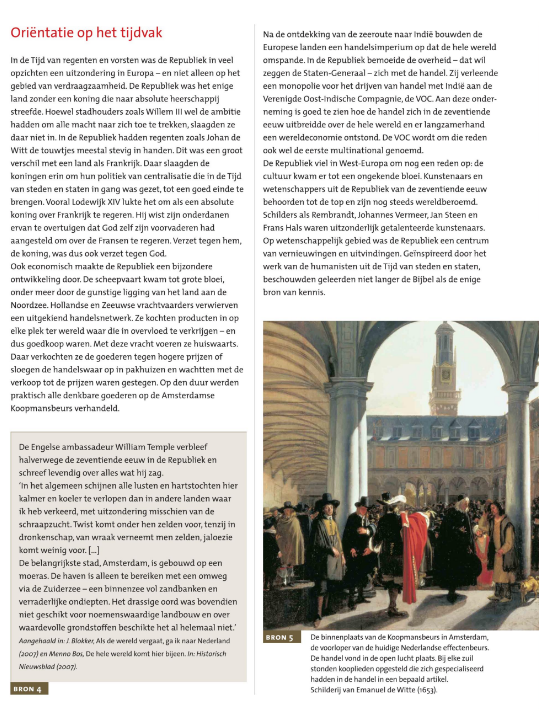 Oriëntatie op het tijdvak
In de Tijd van regenten en vorsten was de Republiek in veel
opzichten een uitzondering in Europa – en niet alleen op het
gebied van verdraagzaamheid. De Republiek was het enige
land zonder een koning die naar absolute heerschappij
streefde. Hoewel stadhouders zoals Willem III wel de ambitie
hadden om alle macht naar zich toe te trekken, slaagden ze
daar niet in. In de Republiek hadden regenten zoals Johan de
Witt de touwtjes meestal stevig in handen. Dit was een groot
verschil met een land als Frankrijk. Daar slaagden de
koningen erin om hun politiek van centralisatie die in de Tijd
van steden en staten in gang was gezet, tot een goed einde te
brengen. Vooral Lodewijk XIV lukte het om als een absolute
koning over Frankrijk te regeren. Hij wist zijn onderdanen
ervan te overtuigen dat God zelf zijn voorvaderen had
aangesteld om over de Fransen te regeren. Verzet tegen hem,
de koning, was dus ook verzet tegen God.
Ook economisch maakte de Republiek een bijzondere
ontwikkeling door. De scheepvaart kwam tot grote bloei,
onder meer door de gunstige ligging van het land aan de
Noordzee. Hollandse en Zeeuwse vrachtvaarders verwierven
een uitgekiend handelsnetwerk. Ze kochten producten in op
elke plek ter wereld waar die in overvloed te verkrijgen – en
dus goedkoop waren. Met deze vracht voeren ze huiswaarts.
Daar verkochten ze de goederen tegen hogere prijzen of
sloegen de handelswaar op in pakhuizen en wachtten met de
verkoop tot de prijzen waren gestegen. Op den duur werden
praktisch alle denkbare goederen op de Amsterdamse
Koopmansbeurs verhandeld.
De Engelse ambassadeur William Temple verbleef
halverwege de zeventiende eeuw in de Republiek en
schreef levendig over alles wat hij zag.
‘In het algemeen schijnen alle lusten en hartstochten hier
kalmer en koeler te verlopen dan in andere landen waar
ik heb verkeerd, met uitzondering misschien van de
schraapzucht. Twist komt onder hen zelden voor, tenzij in
dronkenschap, van wraak verneemt men zelden, jaloezie
komt weinig voor. [...]
De belangrijkste stad, Amsterdam, is gebouwd op een
moeras. De haven is alleen te bereiken met een omweg
via de Zuiderzee – een binnenzee vol zandbanken en
verraderlijke ondiepten. Het drassige oord was bovendien
niet geschikt voor noemenswaardige landbouw en over
waardevolle grondstoffen beschikte het al helemaal niet.’
Aangehaald in: J. Blokker, Als de wereld vergaat, ga ik naar Nederland
(2007) en Menno Bos, De hele wereld komt hier bijeen. In: Historisch
Nieuwsblad (2007).
BRON 4
Na de ontdekking van de zeeroute naar Indië bouwden de
Europese landen een handelsimperium op dat de hele wereld
omspande. In de Republiek bemoeide de overheid – dat wil
zeggen de Staten-Generaal – zich met de handel. Zij verleende
een monopolie voor het drijven van handel met Indië aan de
Verenigde Oost-Indische Compagnie, de VOC. Aan deze onder-
neming is goed te zien hoe de handel zich in de zeventiende
eeuw uitbreidde over de hele wereld en er langzamerhand
een wereldeconomie ontstond. De VOC wordt om die reden
ook wel de eerste multinational genoemd.
De Republiek viel in West-Europa om nog een reden op: de
cultuur kwam er tot een ongekende bloei. Kunstenaars en
wetenschappers uit de Republiek van de zeventiende eeuw
behoorden tot de top en zijn nog steeds wereldberoemd.
Schilders als Rembrandt, Johannes Vermeer, Jan Steen en
Frans Hals waren uitzonderlijk getalenteerde kunstenaars.
Op wetenschappelijk gebied was de Republiek een centrum
van vernieuwingen en uitvindingen. Geïnspireerd door het
werk van de humanisten uit de Tijd van steden en staten,
beschouwden geleerden niet langer de Bijbel als de enige
bron van kennis.
BRON 5
De binnenplaats van de Koopmansbeurs in Amsterdam,
de voorloper van de huidige Nederlandse effectenbeurs.
De handel vond in de open lucht plaats. Bij elke zuil
stonden kooplieden opgesteld die zich gespecialiseerd
hadden in de handel in een bepaald artikel.
Schilderij van Emanuel de Witte (1653).